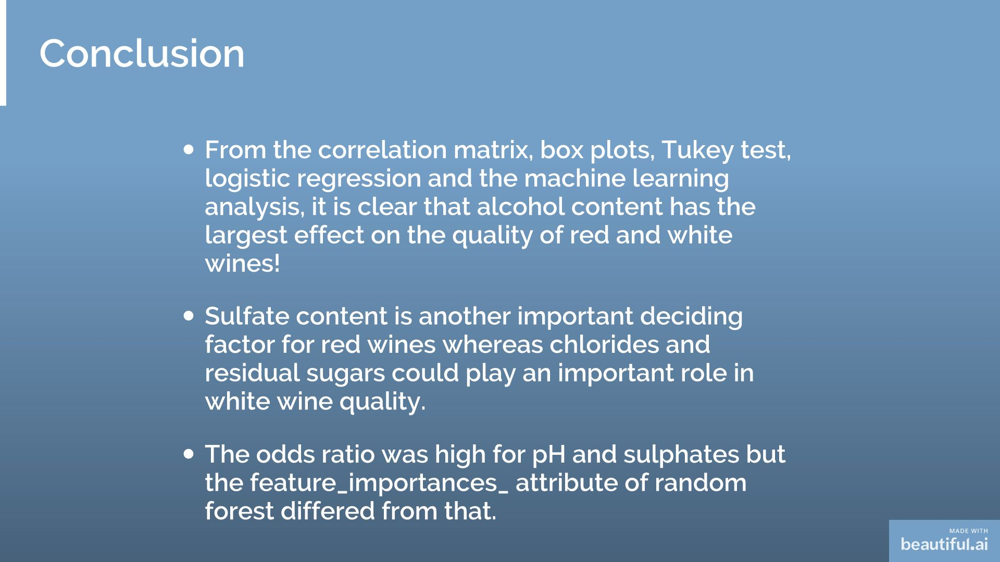 Conclusion
• From the correlation matrix, box plots, Tukey test,
logistic regression and the machine learning
analysis, it is clear that alcohol content has the
largest effect on the quality of red and white
wines!
• Sulfate content is another important deciding
factor for red wines whereas chlorides and
residual sugars could play an important role in
white wine quality.
• The odds ratio was high for pH and sulphates but
the feature_importances_ attribute of random
forest differed from that.
MADE WITH
beautiful.ai